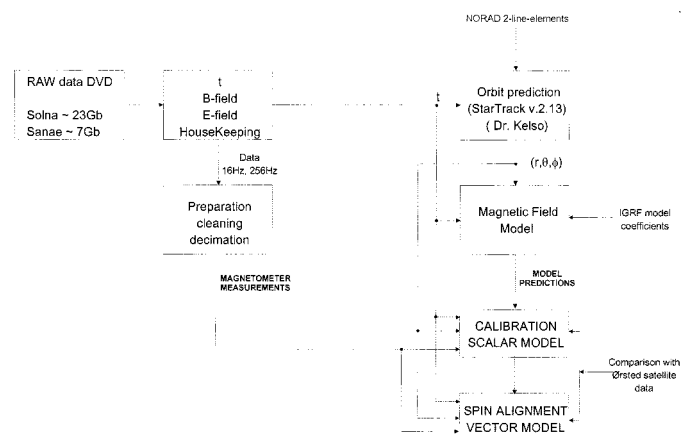 NORAD 2-line-elements
RAW data DVD
Solna ~ 23Gb
Sanae ~ 7Gb
t
B-field
E-field
HouseKeeping
t
Orbit prediction
(StarTrack v.2.13)
( Dr. Kelso)
Data
16Hz, 256Hz
(r,θ,ϕ)
Preparation
cleaning
decimation
Magnetic Field
Model
IGRF model
coefficients
MAGNETOMETER
MEASUREMENTS
MODEL
PREDICTIONS
CALIBRATION
SCALAR MODEL
Comparison with
Ørsted satellite
data
SPIN ALIGNMENT
VECTOR MODEL